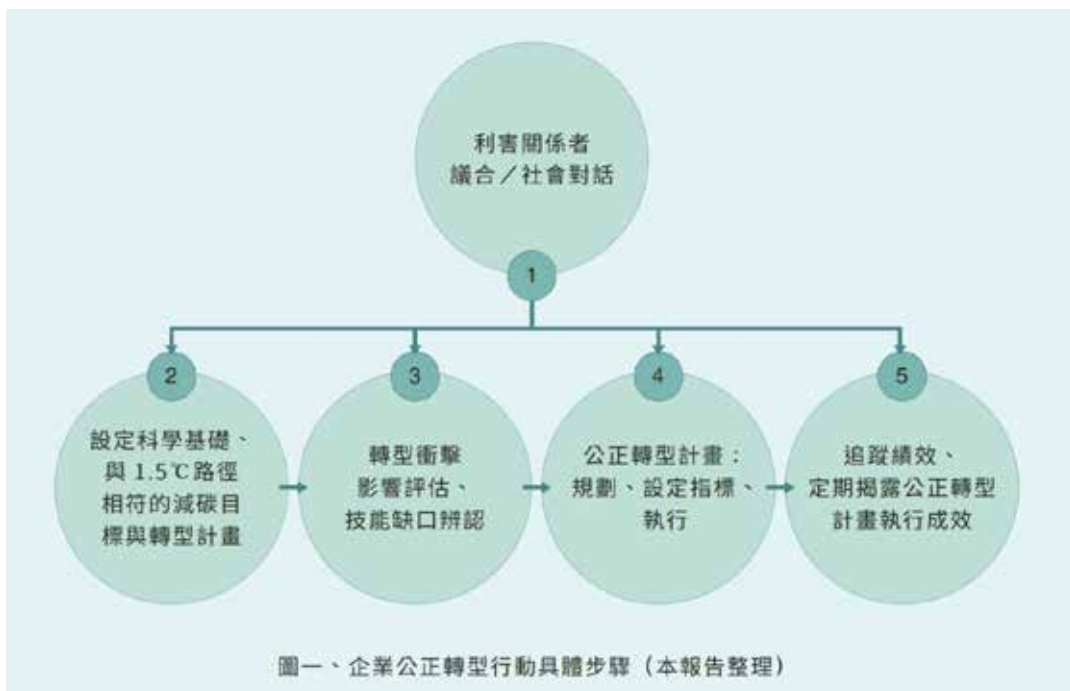 利害關係者
議合／社會對話
1
2
設定科學基礎、
與 1.5℃ 路徑
相符的減碳目
標與轉型計畫
3
轉型衝擊
影響評估、
技能缺口辨認
4
公正轉型計畫：
規劃、設定指標、
執行
5
追蹤績效、
定期揭露公正轉型
計畫執行成效
圖一、企業公正轉型行動具體步驟（本報告整理）